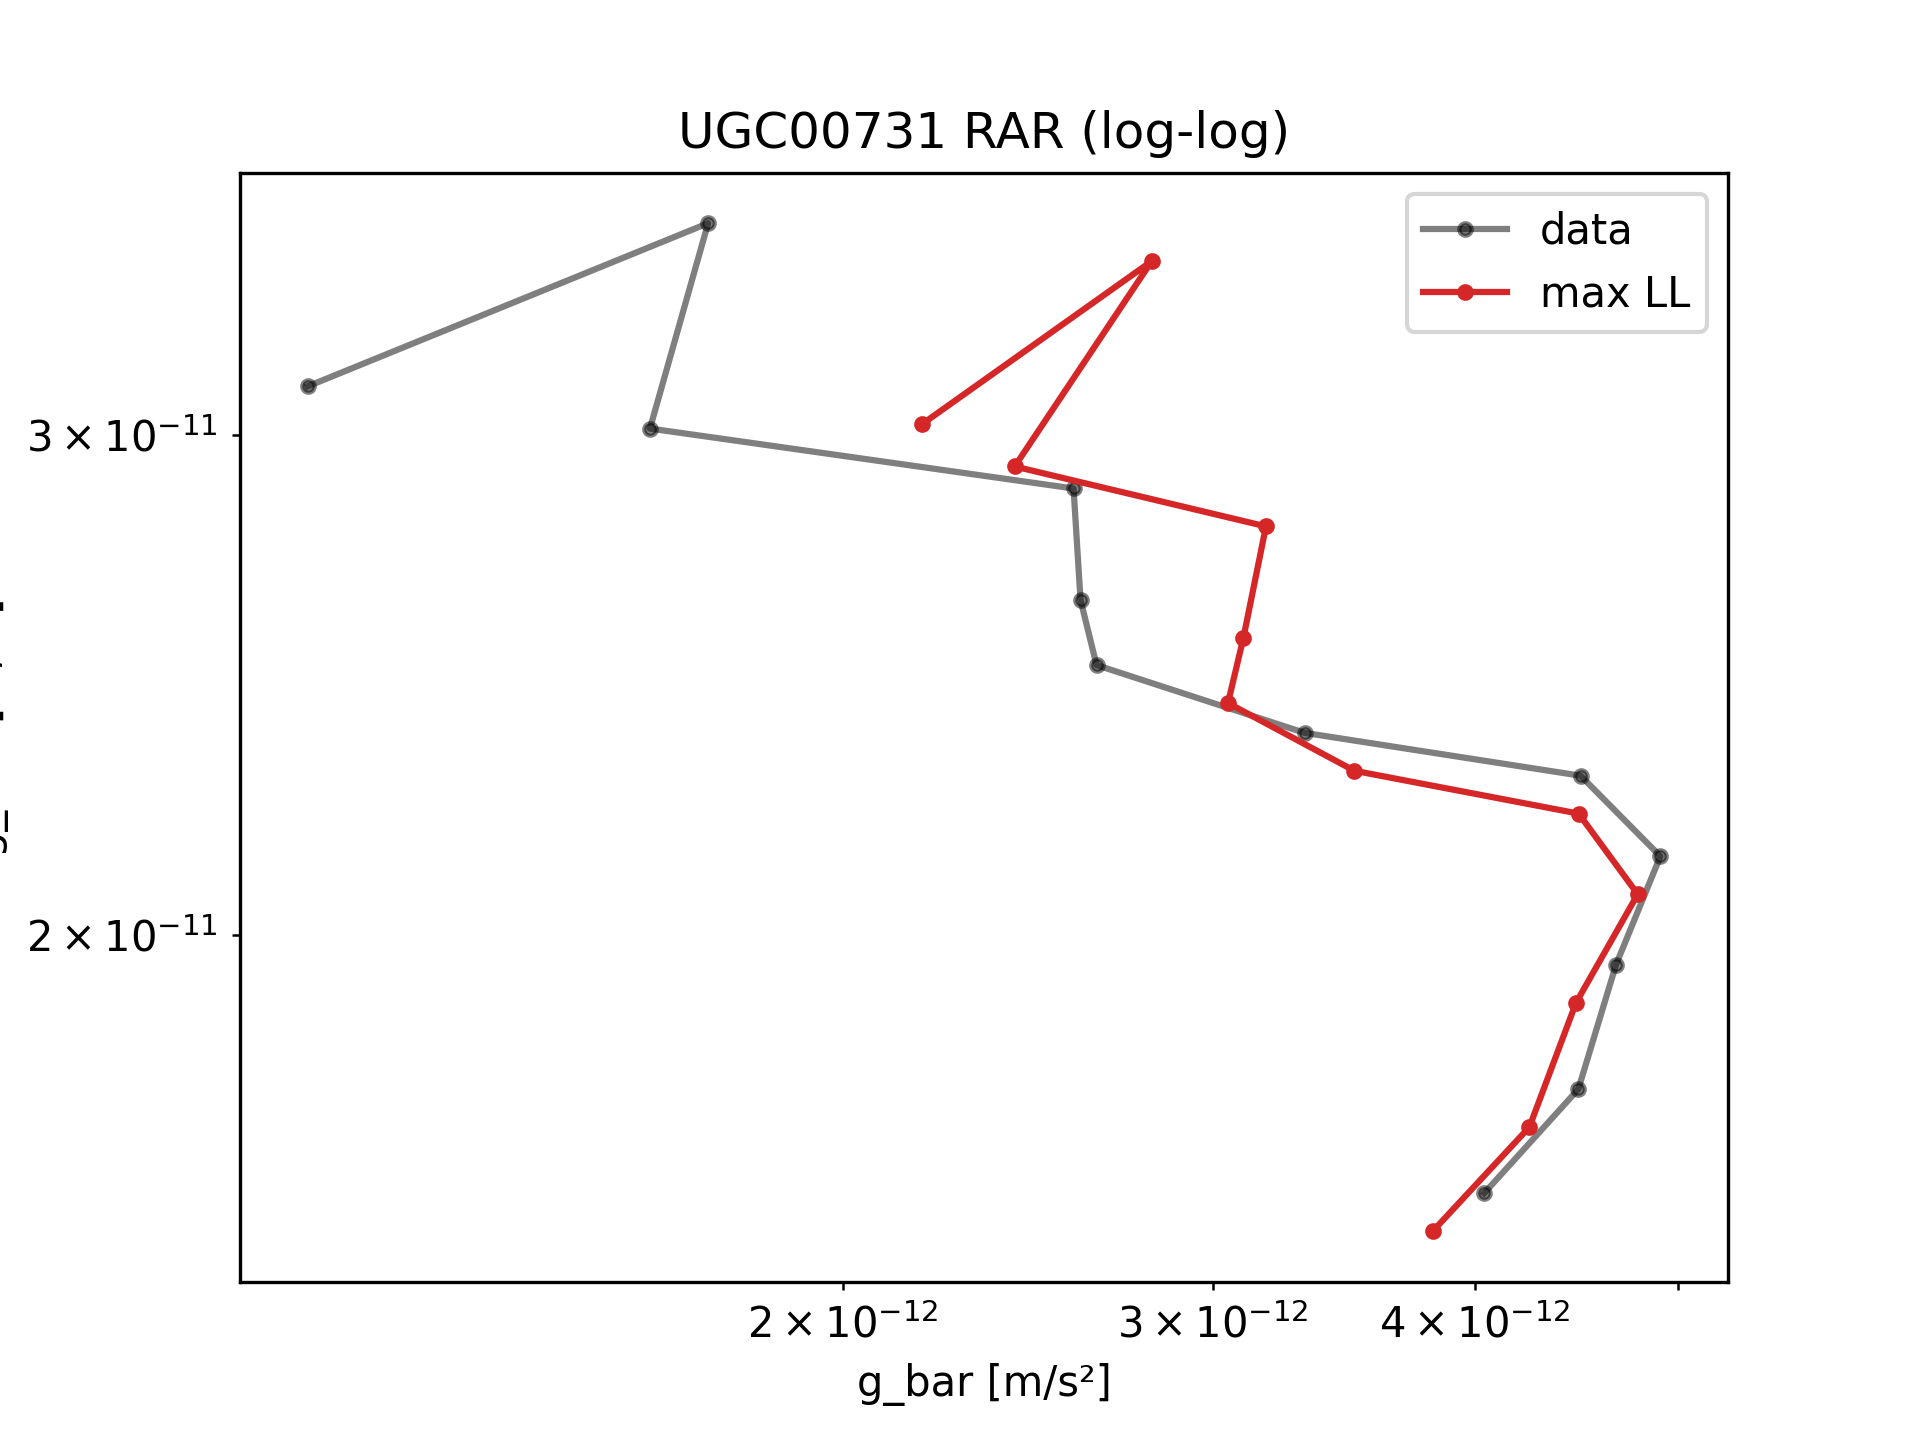 UGC00731 RAR (log-log)
data
max LL
3 × 10⁻¹¹
2 × 10⁻¹¹
2 × 10⁻¹² 3 × 10⁻¹² 4 × 10⁻¹²
g_bar [m/s²]